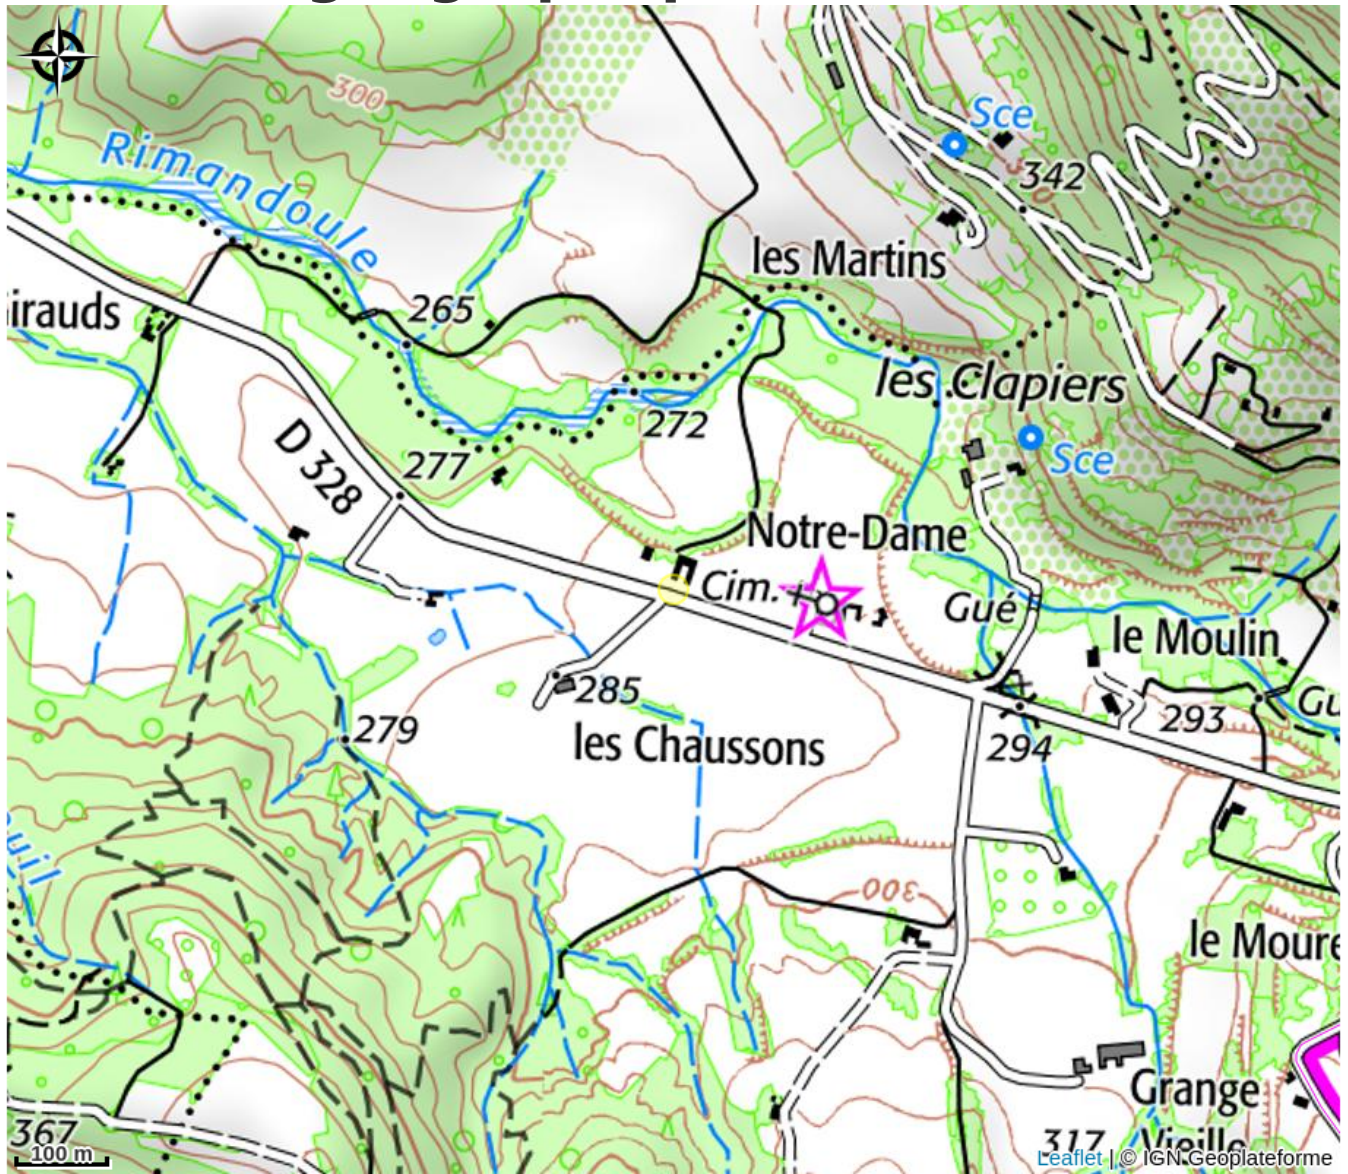 300
Sce
Rimandoule
342
les Martins
265
irauds
les Clapiers
272
Sce
D 328
277
Notre-Dame
Cim.
Gué
le Moulin
285
Gu
293
279
les Chaussons
294
uil
300
le Moure
Grange
Vieille
317
367
100 m
Leaflet | © IGN Geoplateforme